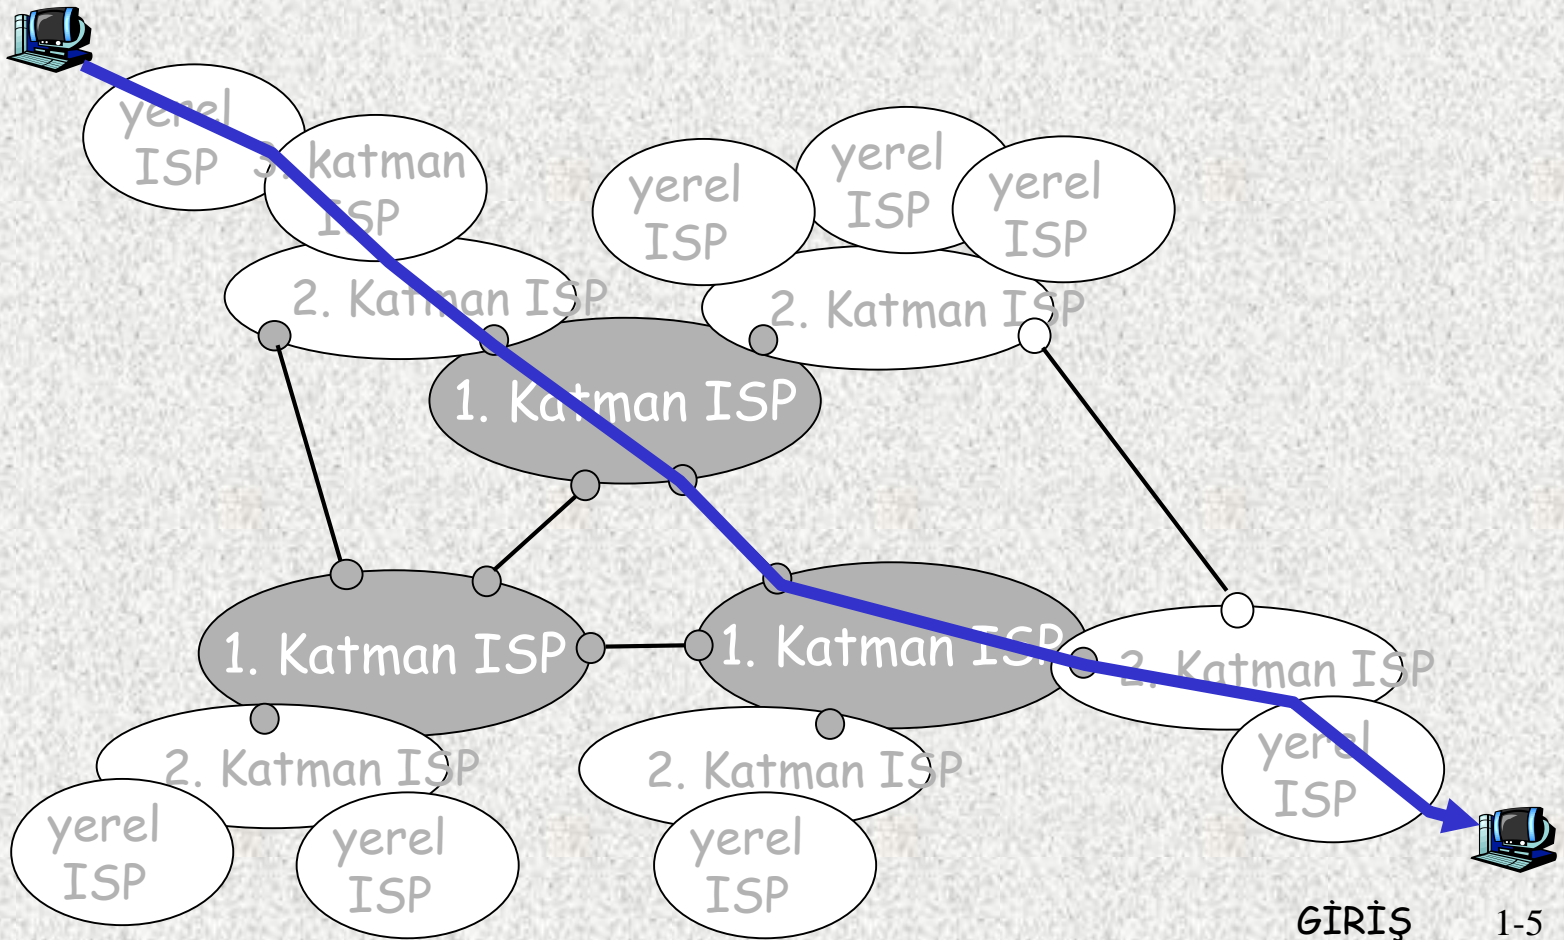 yerel
ISP
3. katman
ISP
yerel
ISP
yerel
ISP
yerel
ISP
2. Katman ISP
2. Katman ISP
1. Katman ISP
1. Katman ISP
1. Katman ISP
2. Katman ISP
2. Katman ISP
2. Katman ISP
yerel
ISP
yerel
ISP
yerel
ISP
yerel
ISP
GİRİŞ 1-5